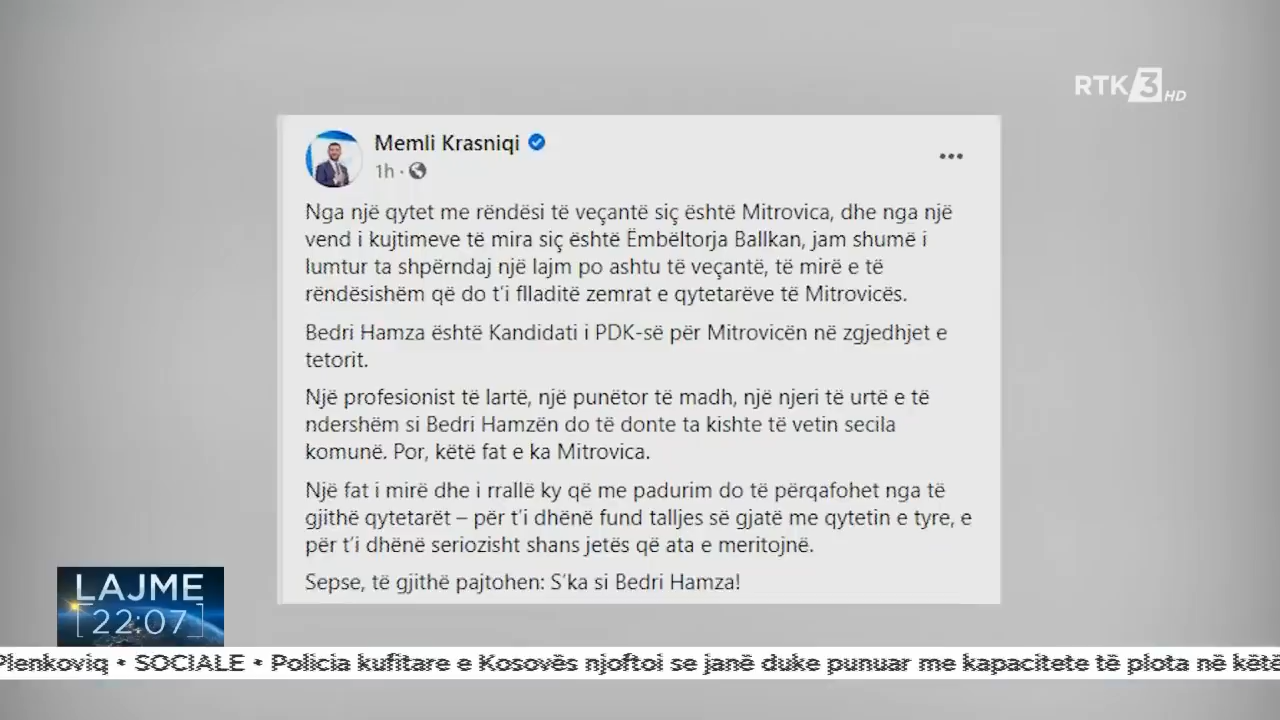 RTK 3 HD
Memli Krasniqi
1h ·
Nga një qytet me rëndësi të veçantë siç është Mitrovica, dhe nga një
vend i kujtimeve të mira siç është Ëmbëltorja Ballkan, jam shumë i
lumtur ta shpërndaj një lajm po ashtu të veçantë, të mirë e të
rëndësishëm që do t'i flladitë zemrat e qytetarëve të Mitrovicës.
Bedri Hamza është Kandidati i PDK-së për Mitrovicën në zgjedhjet e
tetorit.
Një profesionist të lartë, një punëtor të madh, një njeri të urtë e të
ndershëm si Bedri Hamzën do të donte ta kishte të vetin secila
komunë. Por, këtë fat e ka Mitrovica.
Një fat i mirë dhe i rrallë ky që me padurim do të përqafohet nga të
gjithë qytetarët – për t'i dhënë fund talljes së gjatë me qytetin e tyre, e
për t'i dhënë seriozisht shans jetës që ata e meritojnë.
Sepse, të gjithë pajtohen: S'ka si Bedri Hamza!
LAJME
22:07
Plenkoviq • SOCIALE • Policia kufitare e Kosovës njoftoi se janë duke punuar me kapacitete të plota në këtë